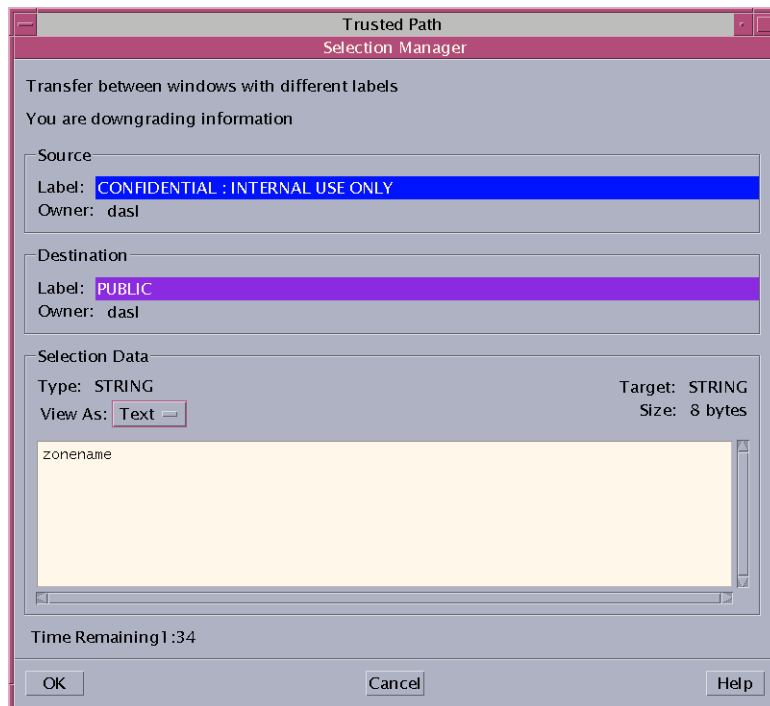 Trusted Path
Selection Manager
Transfer between windows with different labels
You are downgrading information
Source
Label: CONFIDENTIAL : INTERNAL USE ONLY
Owner: dasl
Destination
Label: PUBLIC
Owner: dasl
Selection Data
Type: STRING Target: STRING
View As: Text Size: 8 bytes
zonename
Time Remaining1:34
OK Cancel Help